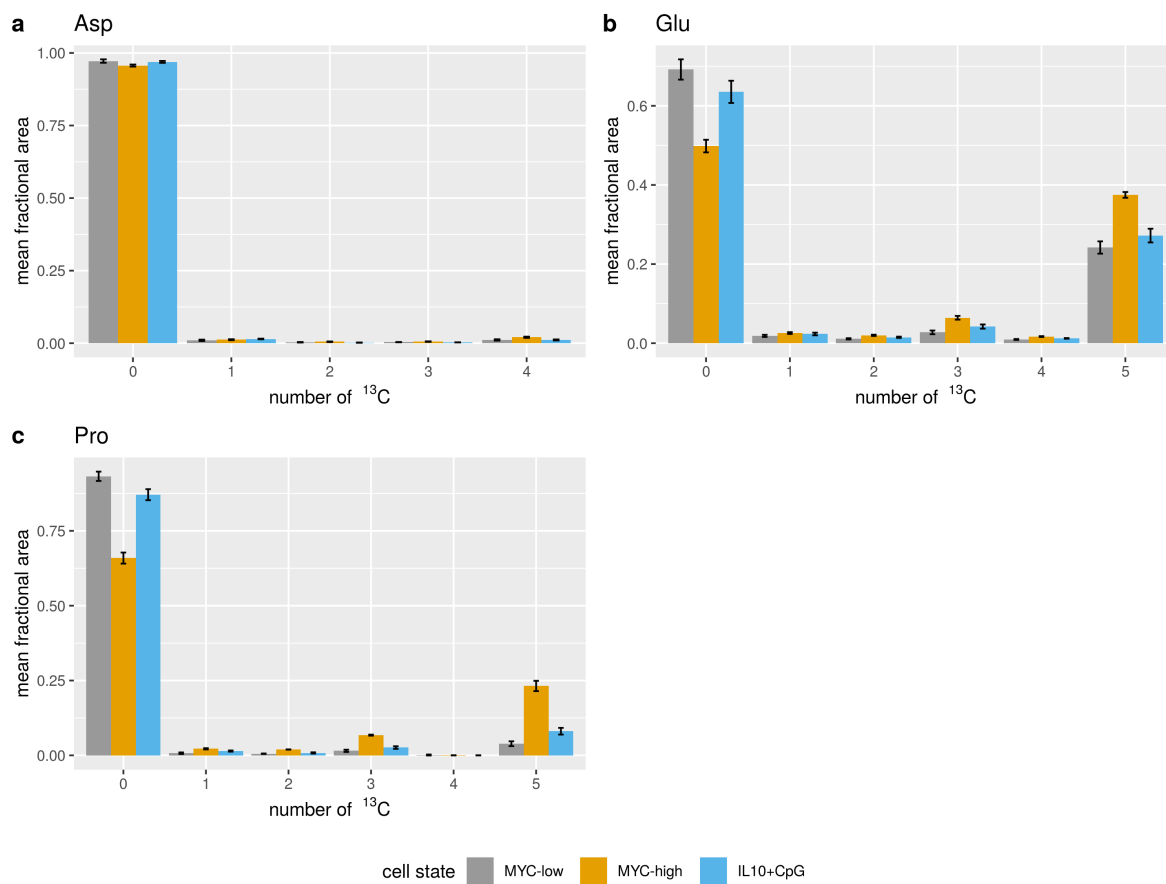 a Asp
mean fractional area
1.00
0.75
0.50
0.25
0.00
0 1 2 3 4
number of ¹³C
b Glu
mean fractional area
0.6
0.4
0.2
0.0
0 1 2 3 4 5
number of ¹³C
c Pro
mean fractional area
0.75
0.50
0.25
0.00
0 1 2 3 4 5
number of ¹³C
cell state MYC-low MYC-high IL10+CpG